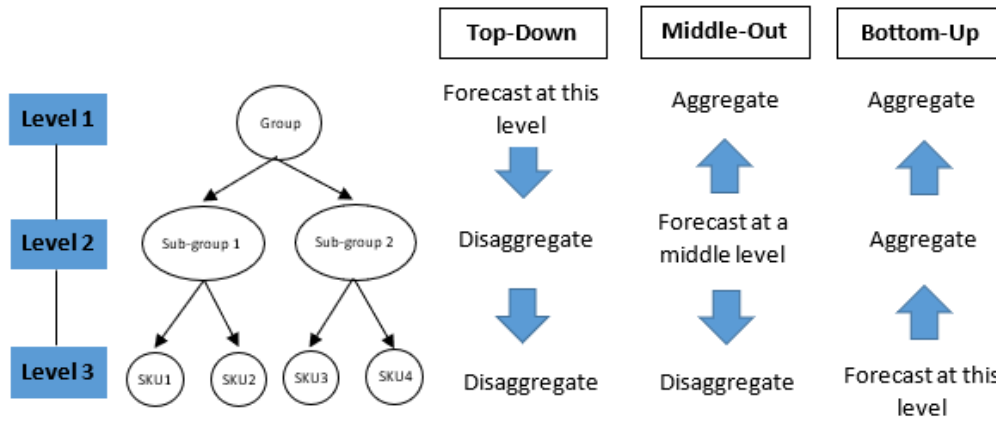 Top-Down
Middle-Out
Bottom-Up
Level 1
Group
Forecast at this
level
Aggregate
Aggregate
Level 2
Sub-group 1
Sub-group 2
Disaggregate
Forecast at a
middle level
Aggregate
Level 3
SKU1
SKU2
SKU3
SKU4
Disaggregate
Disaggregate
Forecast at this
level